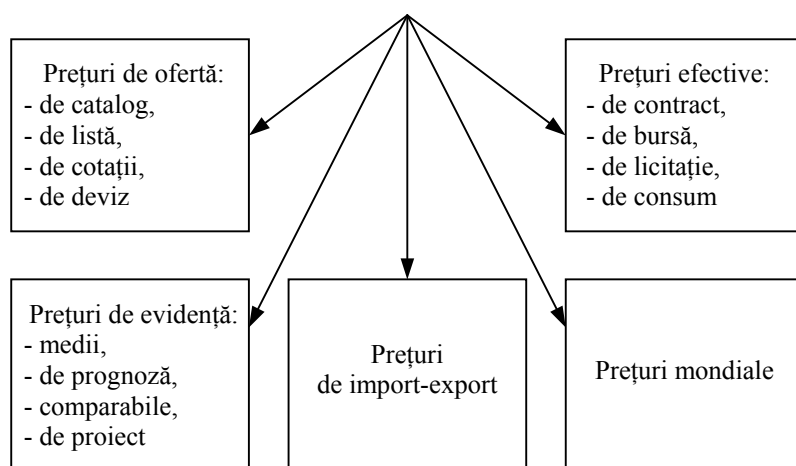 Prețuri de ofertă:
- de catalog,
- de listă,
- de cotații,
- de deviz
Prețuri efective:
- de contract,
- de bursă,
- de licitație,
- de consum
Prețuri de evidență:
- medii,
- de prognoză,
- comparabile,
- de proiect
Prețuri
de import-export
Prețuri mondiale